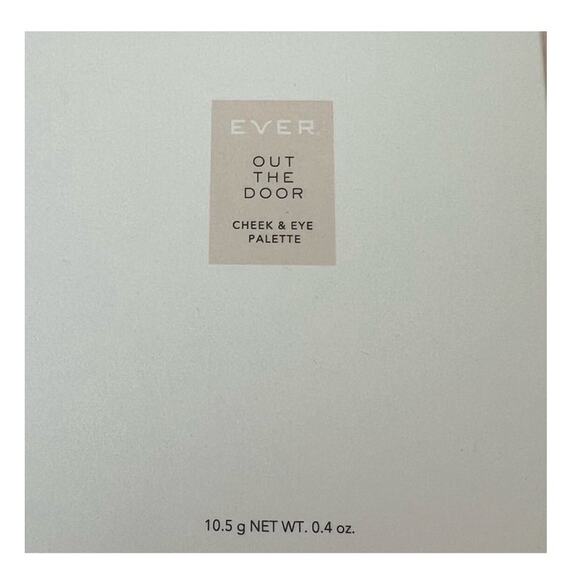 EVER
OUT
THE
DOOR
CHEEK & EYE
PALETTE
10.5 g NET WT. 0.4 oz.